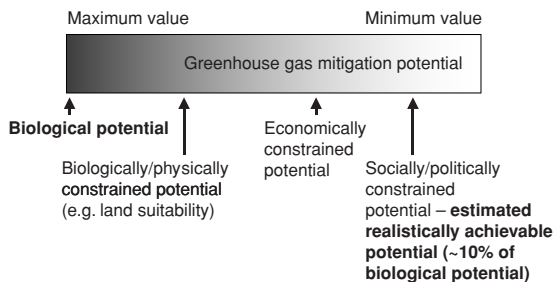 Maximum value
Minimum value
Greenhouse gas mitigation potential
Biological potential
Biologically/physically
constrained potential
(e.g. land suitability)
Economically
constrained
potential
Socially/politically
constrained
potential – estimated
realistically achievable
potential (~10% of
biological potential)